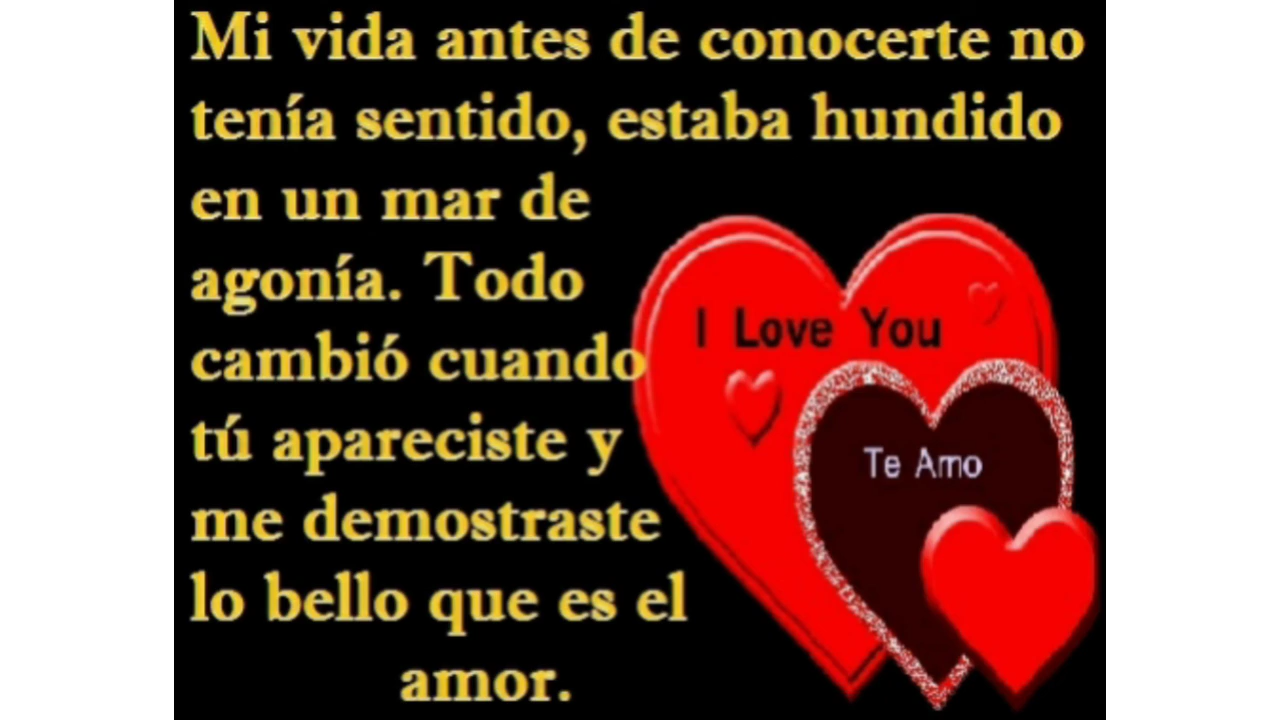 Mi vida antes de conocerte no
tenía sentido, estaba hundido
en un mar de
agonía. Todo
cambió cuando
tú apareciste y
me demostraste
lo bello que es el
amor.
I Love You
Te Amo